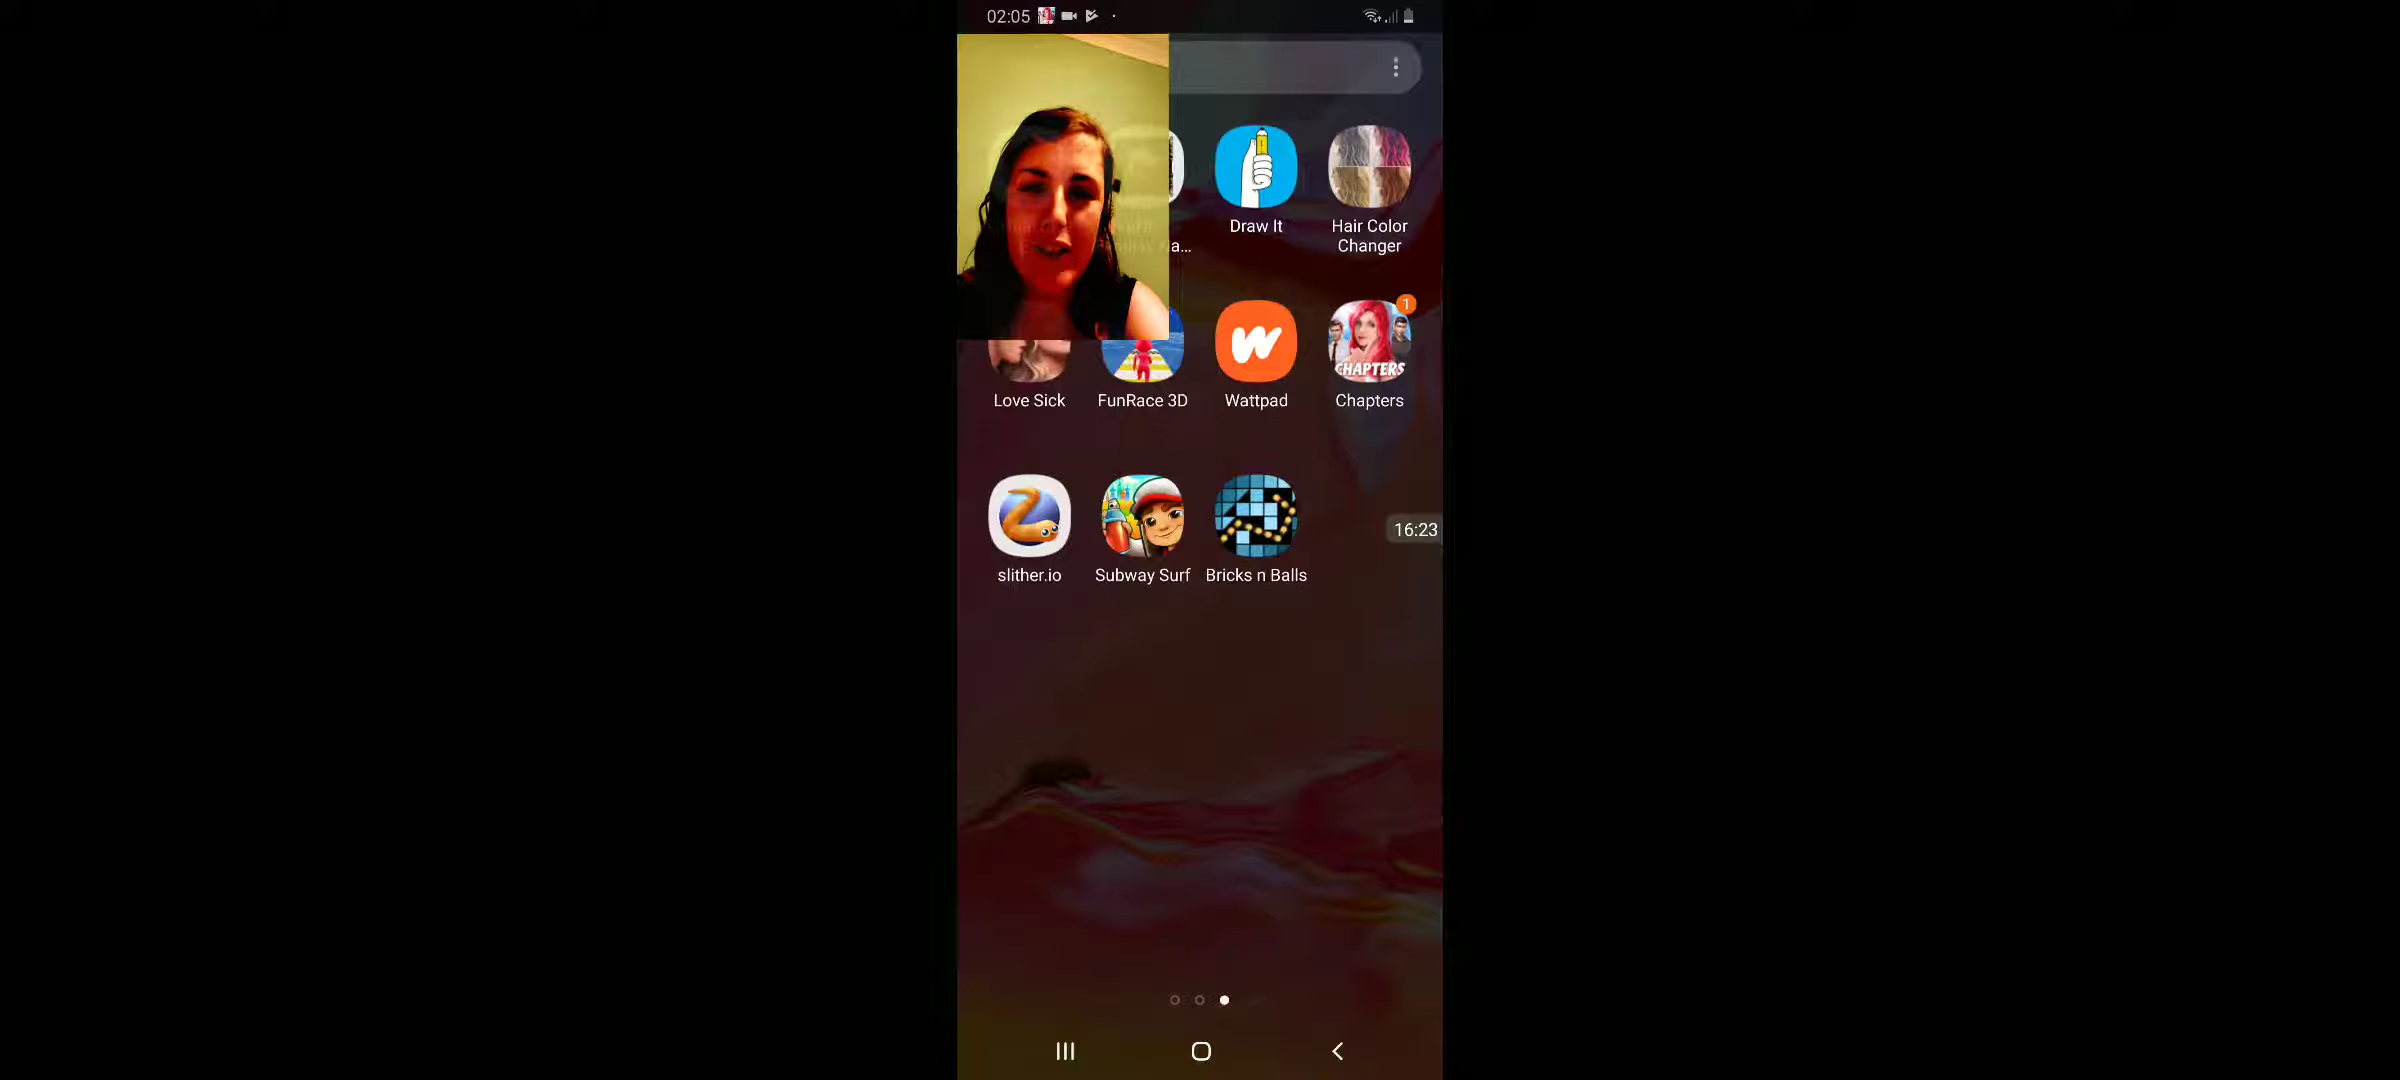 02:05
a...
Draw It
Hair Color
Changer
1
CHAPTERS
Love Sick
FunRace 3D
Wattpad
Chapters
16:23
slither.io
Subway Surf
Bricks n Balls